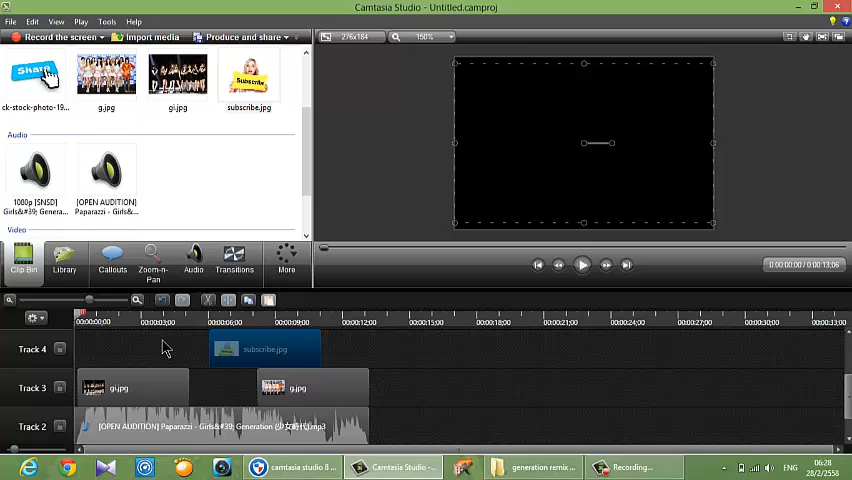 Camtasia Studio - Untitled.camproj
File Edit View Play Tools Help
Record the screen Import media Produce and share
276x184 150%
Share
Subscribe
ck-stock-photo-19... g.jpg gi.jpg subscribe.jpg
Audio
1080p [SNSD] Girls&#39; Genera...
[OPEN AUDITION] Paparazzi - Girls&...
Video
Clip Bin Library Callouts Zoom-n-Pan Audio Transitions More
0:00:00;00 / 0:00:13;06
00:00:00;00 00:00:03;00 00:00:06;00 00:00:09;00 00:00:12;00 00:00:15;00 00:00:18;00 00:00:21;00 00:00:24;00 00:00:27;00 00:00:30;00 00:00:33;00
Track 4 subscribe.jpg
Track 3 gi.jpg g.jpg
Track 2 [OPEN AUDITION] Paparazzi - Girls&#39; Generation (少女時代).mp3
camtasia studio 8 ... Camtasia Studio -... generation remix ... Recording... ENG 06:28
28/2/2558